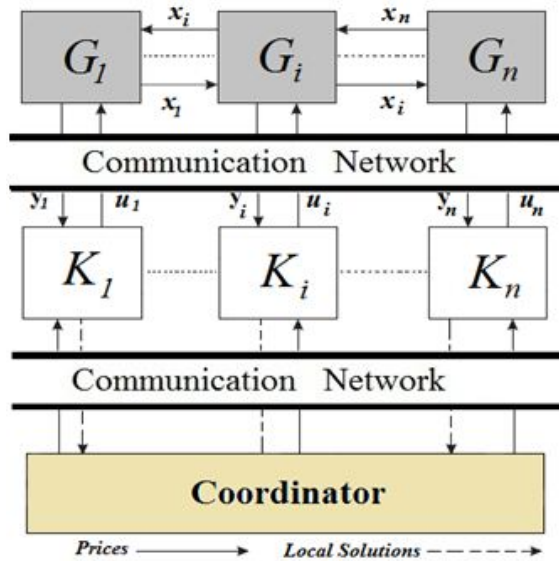 x_i x_n
G_1 G_i G_n
x_1 x_i
Communication Network
y_1 u_1 y_i u_i y_n u_n
K_1 K_i K_n
Communication Network
Coordinator
Prices Local Solutions